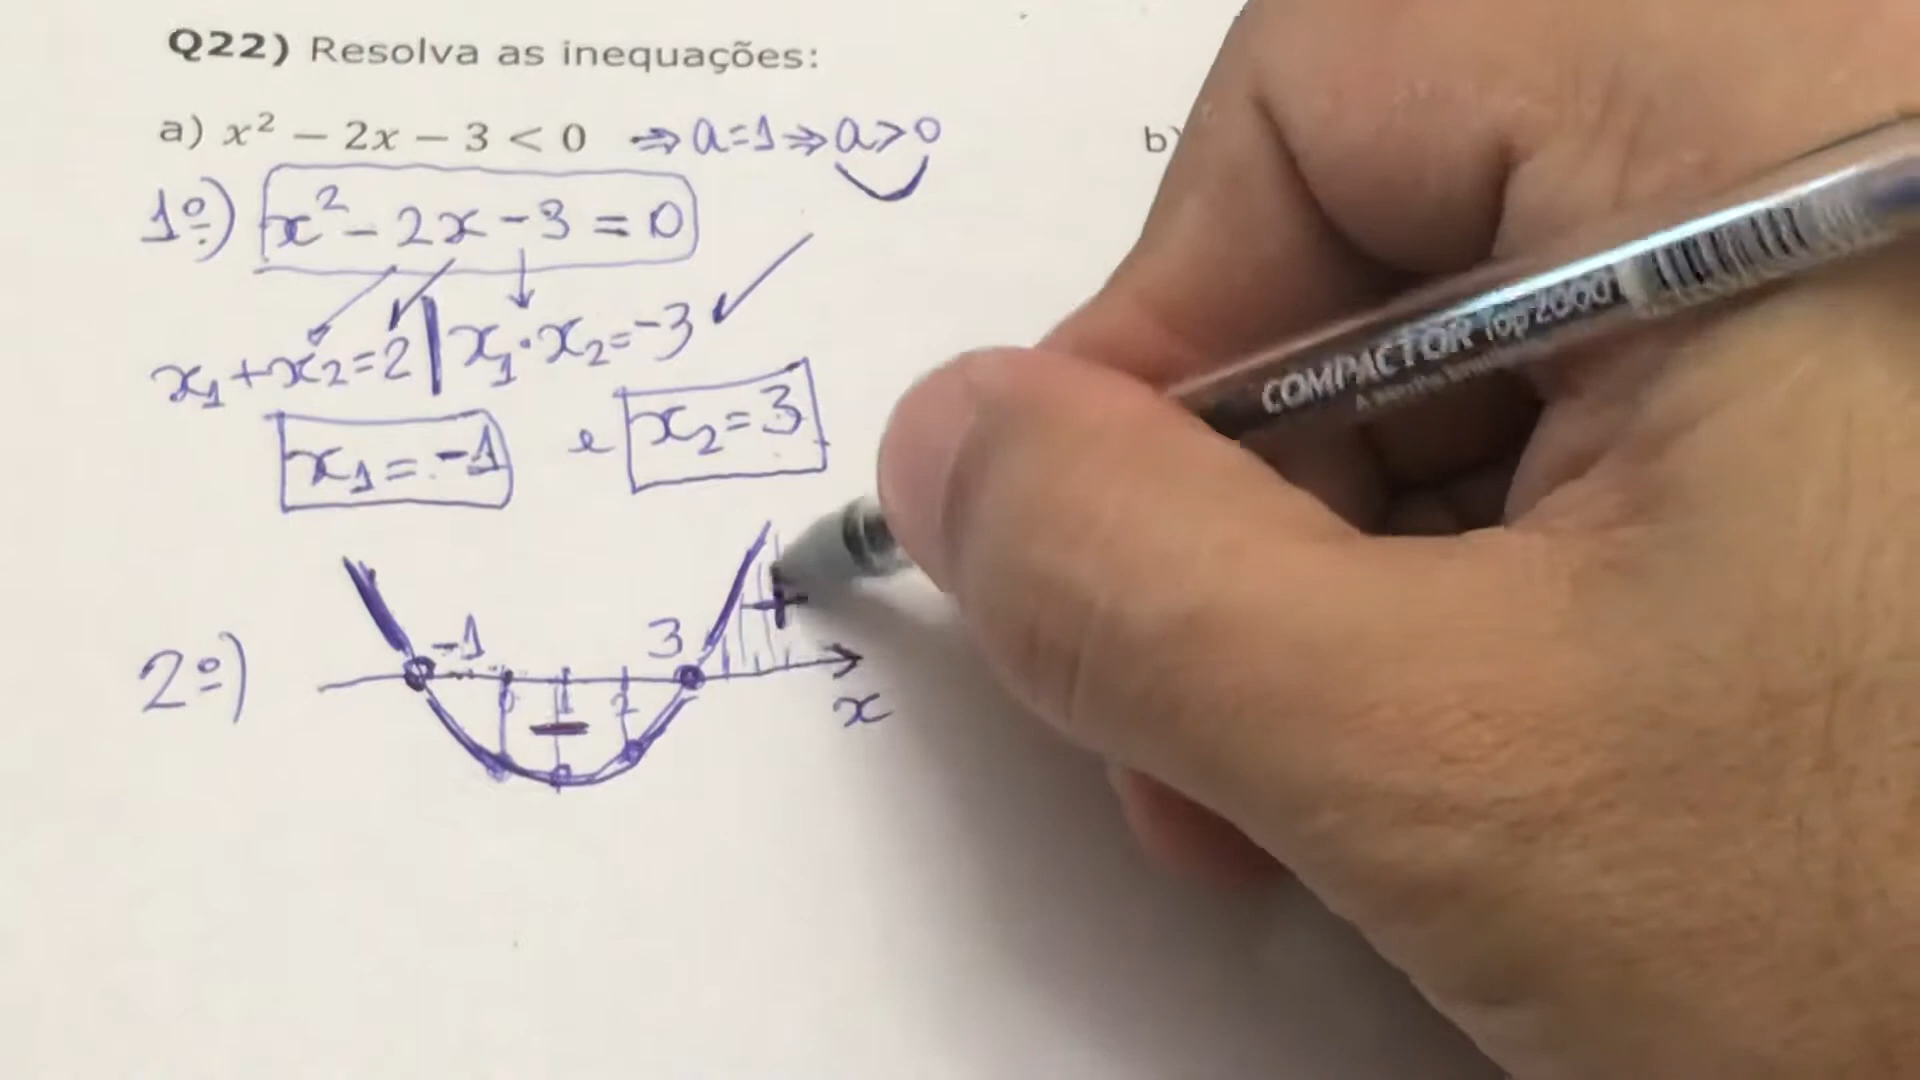 Q22) Resolva as inequações:
a) x² − 2x − 3 < 0 ⇒ a=1 ⇒ a>0
b)
1º) x² − 2x − 3 = 0
x₁+x₂=2 | x₁·x₂=-3
x₁=-1 e x₂=3
2º) -1 3 +
0 1 2
−
x
COMPACTOR Top2000